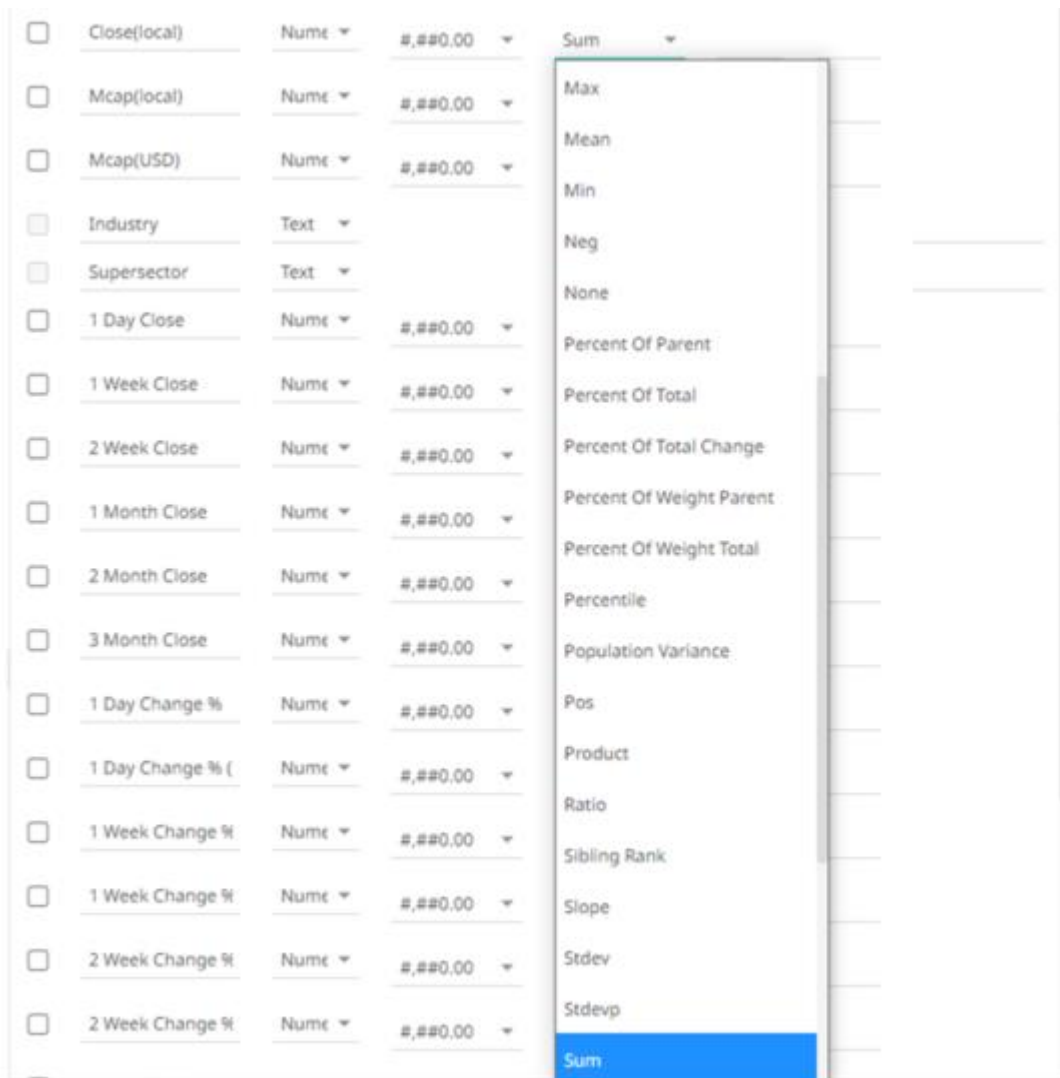 Close(local) Nume #,##0.00 Sum
Max
Mcap(local) Nume #,##0.00
Mean
Mcap(USD) Nume #,##0.00
Min
Industry Text
Neg
Supersector Text
None
1 Day Close Nume #,##0.00
Percent Of Parent
1 Week Close Nume #,##0.00
Percent Of Total
2 Week Close Nume #,##0.00
Percent Of Total Change
Percent Of Weight Parent
1 Month Close Nume #,##0.00
Percent Of Weight Total
2 Month Close Nume #,##0.00
Percentile
3 Month Close Nume #,##0.00
Population Variance
1 Day Change % Nume #,##0.00
Pos
Product
1 Day Change % ( Nume #,##0.00
Ratio
1 Week Change % Nume #,##0.00
Sibling Rank
1 Week Change % Nume #,##0.00
Slope
2 Week Change % Nume #,##0.00
Stdev
Stdevp
2 Week Change % Nume #,##0.00
Sum